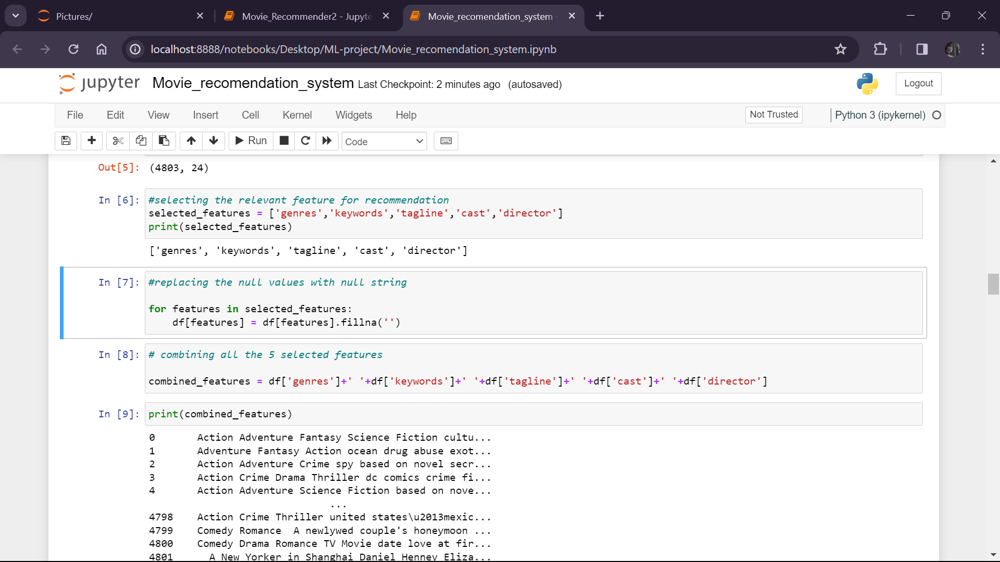 Pictures/
Movie_Recommender2 - Jupyte
Movie_recomendation_system -
localhost:8888/notebooks/Desktop/ML-project/Movie_recomendation_system.ipynb
jupyter Movie_recomendation_system Last Checkpoint: 2 minutes ago (autosaved)
Logout
File Edit View Insert Cell Kernel Widgets Help
Not Trusted
Python 3 (ipykernel)
Run
Code
Out[5]: (4803, 24)
In [6]: #selecting the relevant feature for recommendation
selected_features = ['genres','keywords','tagline','cast','director']
print(selected_features)
['genres', 'keywords', 'tagline', 'cast', 'director']
In [7]: #replacing the null values with null string
for features in selected_features:
    df[features] = df[features].fillna('')
In [8]: # combining all the 5 selected features
combined_features = df['genres']+' '+df['keywords']+' '+df['tagline']+' '+df['cast']+' '+df['director']
In [9]: print(combined_features)
0       Action Adventure Fantasy Science Fiction cultu...
1       Adventure Fantasy Action ocean drug abuse exot...
2       Action Adventure Crime spy based on novel secr...
3       Action Crime Drama Thriller dc comics crime fi...
4       Action Adventure Science Fiction based on nove...
...
4798    Action Crime Thriller united states\u2013mexic...
4799    Comedy Romance  A newlywed couple's honeymoon ...
4800    Comedy Drama Romance TV Movie date love at fir...
4801      A New Yorker in Shanghai Daniel Henney Eliza...